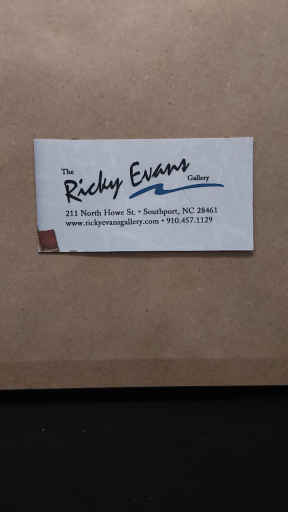 The
Ricky Evans
Gallery
211 North Howe St. • Southport, NC 28461
www.rickyevansgallery.com • 910.457.1129